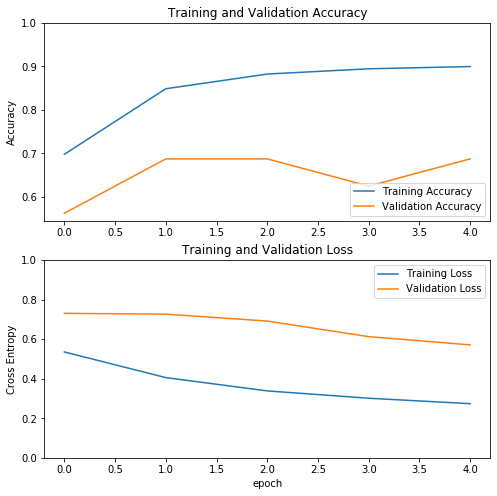 Training and Validation Accuracy
1.0
0.9
0.8
0.7
0.6
Accuracy
Training Accuracy
Validation Accuracy
0.0 0.5 1.0 1.5 2.0 2.5 3.0 3.5 4.0
Training and Validation Loss
1.0
0.8
0.6
0.4
0.2
0.0
Cross Entropy
Training Loss
Validation Loss
0.0 0.5 1.0 1.5 2.0 2.5 3.0 3.5 4.0
epoch